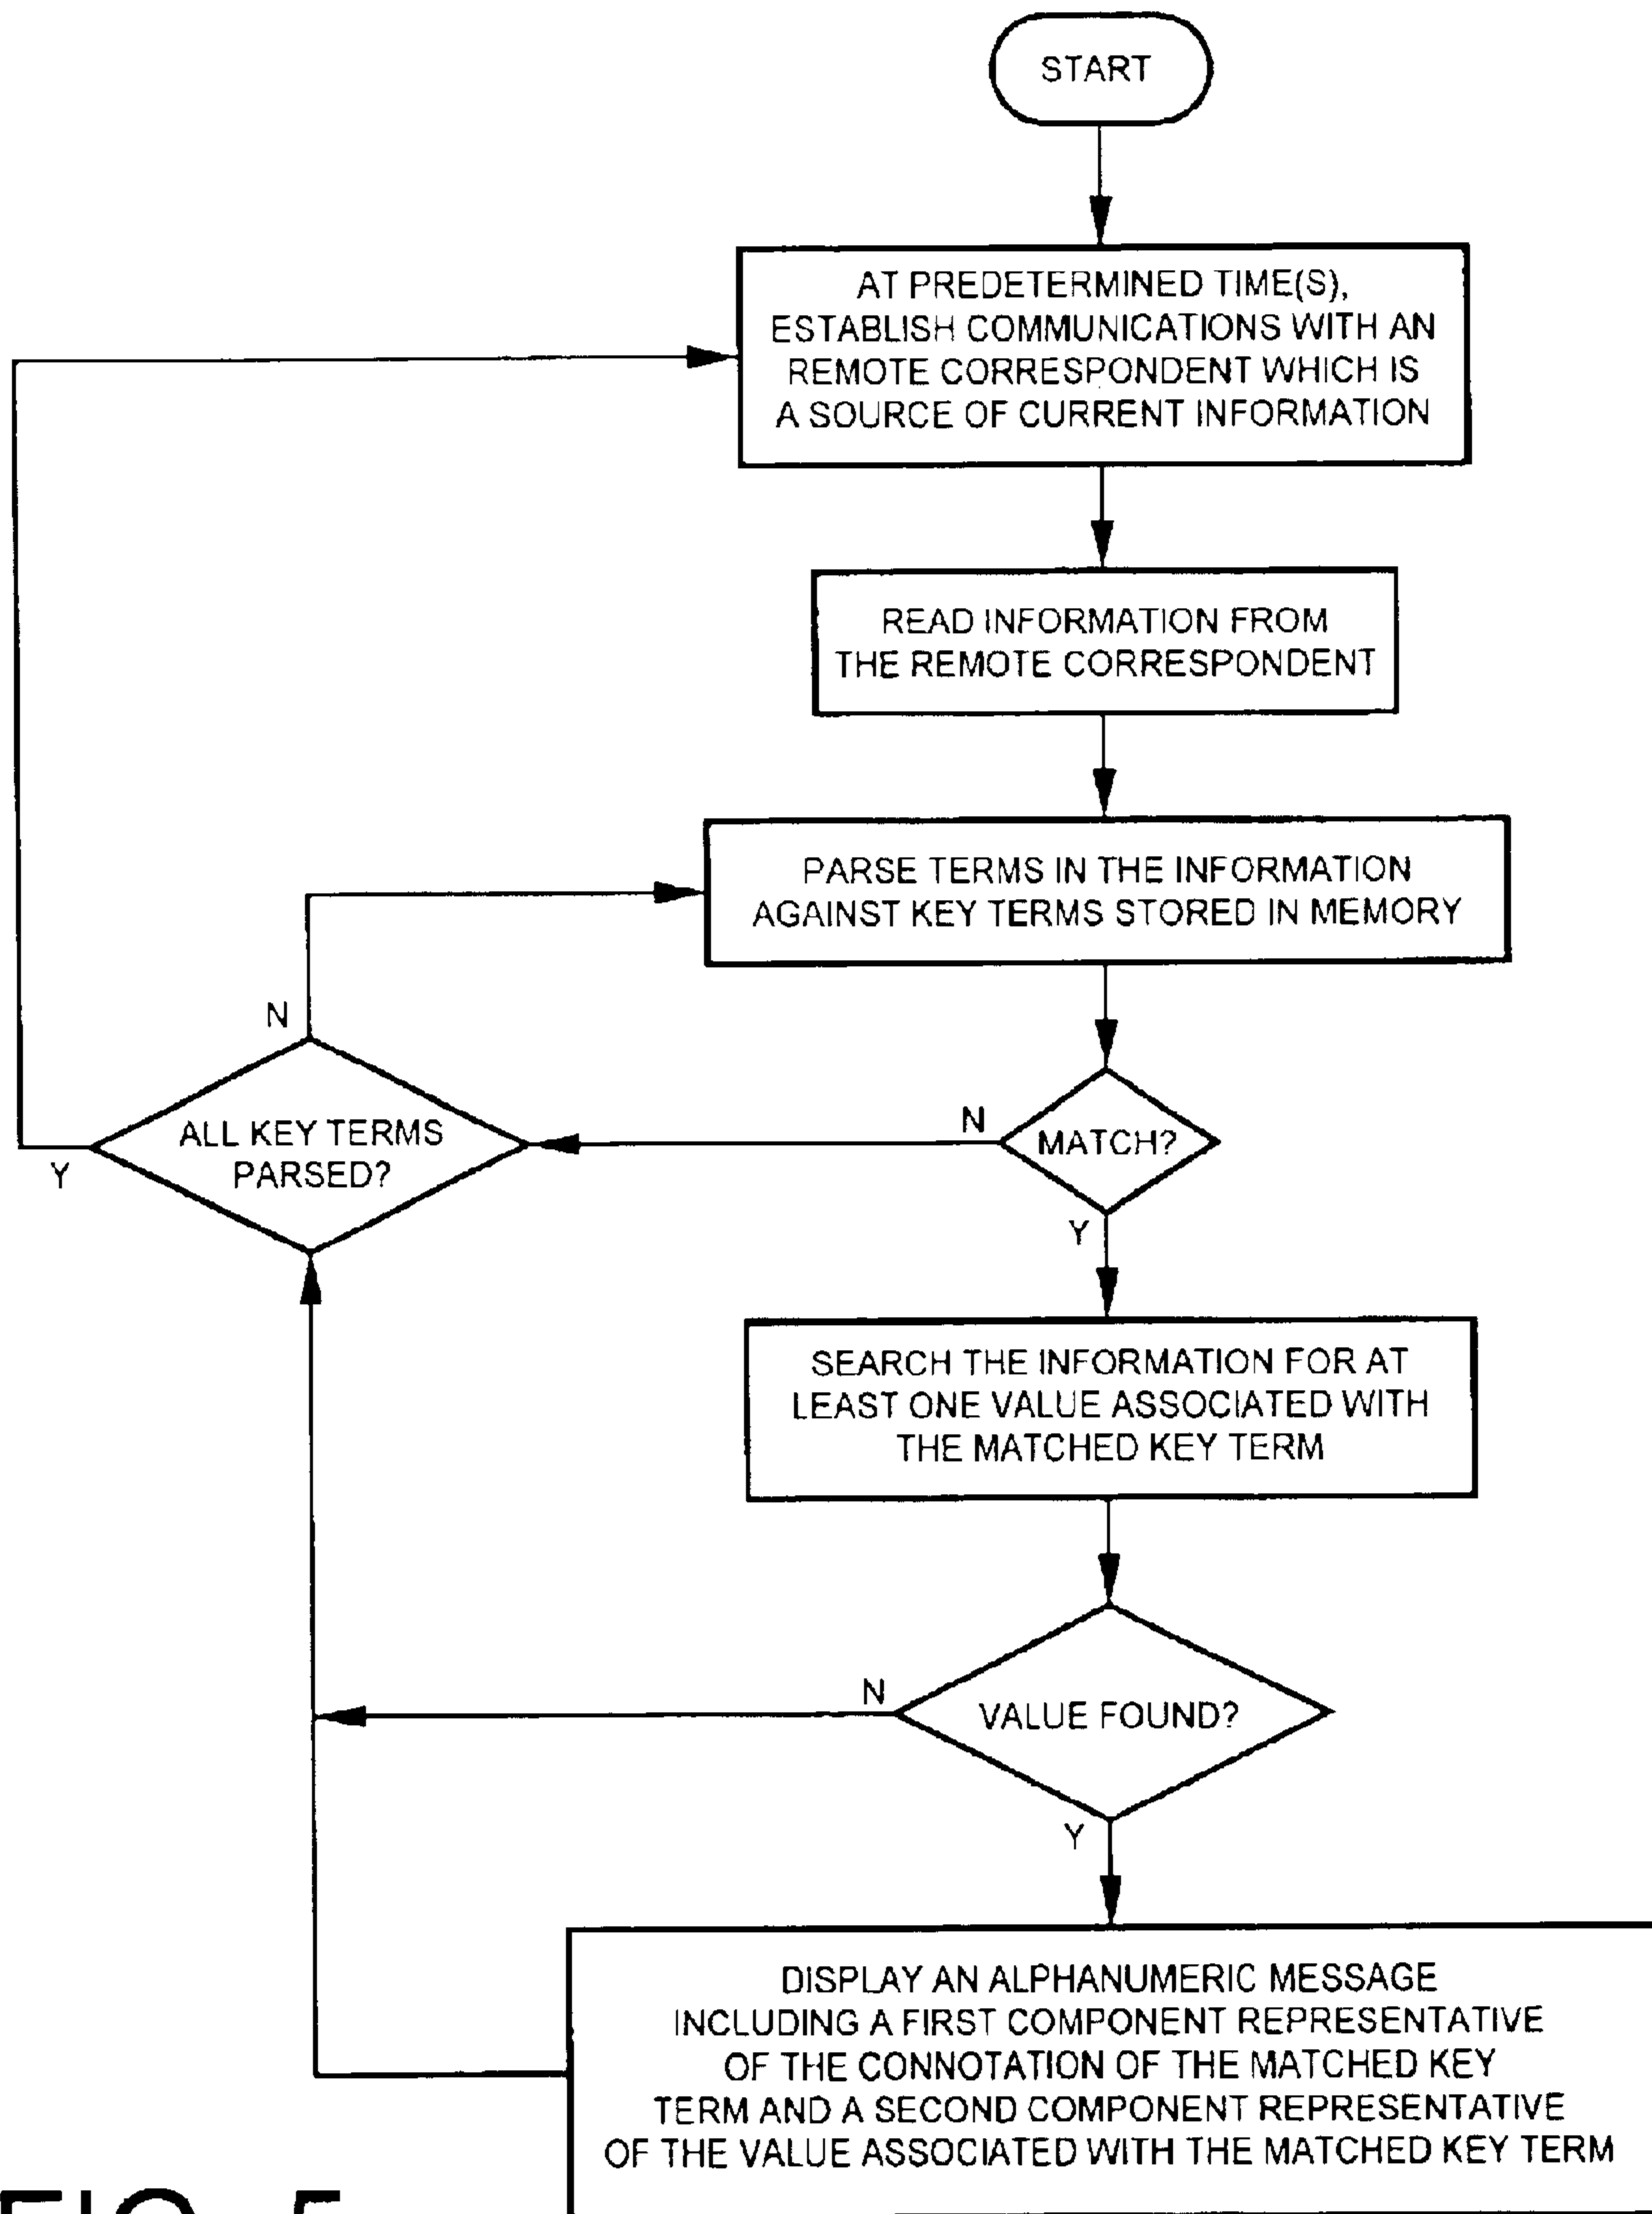 START
AT PREDETERMINED TIME(S),
ESTABLISH COMMUNICATIONS WITH AN
REMOTE CORRESPONDENT WHICH IS
A SOURCE OF CURRENT INFORMATION
READ INFORMATION FROM
THE REMOTE CORRESPONDENT
PARSE TERMS IN THE INFORMATION
AGAINST KEY TERMS STORED IN MEMORY
N
ALL KEY TERMS
PARSED?
Y
N
MATCH?
Y
SEARCH THE INFORMATION FOR AT
LEAST ONE VALUE ASSOCIATED WITH
THE MATCHED KEY TERM
N
VALUE FOUND?
Y
DISPLAY AN ALPHANUMERIC MESSAGE
INCLUDING A FIRST COMPONENT REPRESENTATIVE
OF THE CONNOTATION OF THE MATCHED KEY
TERM AND A SECOND COMPONENT REPRESENTATIVE
OF THE VALUE ASSOCIATED WITH THE MATCHED KEY TERM